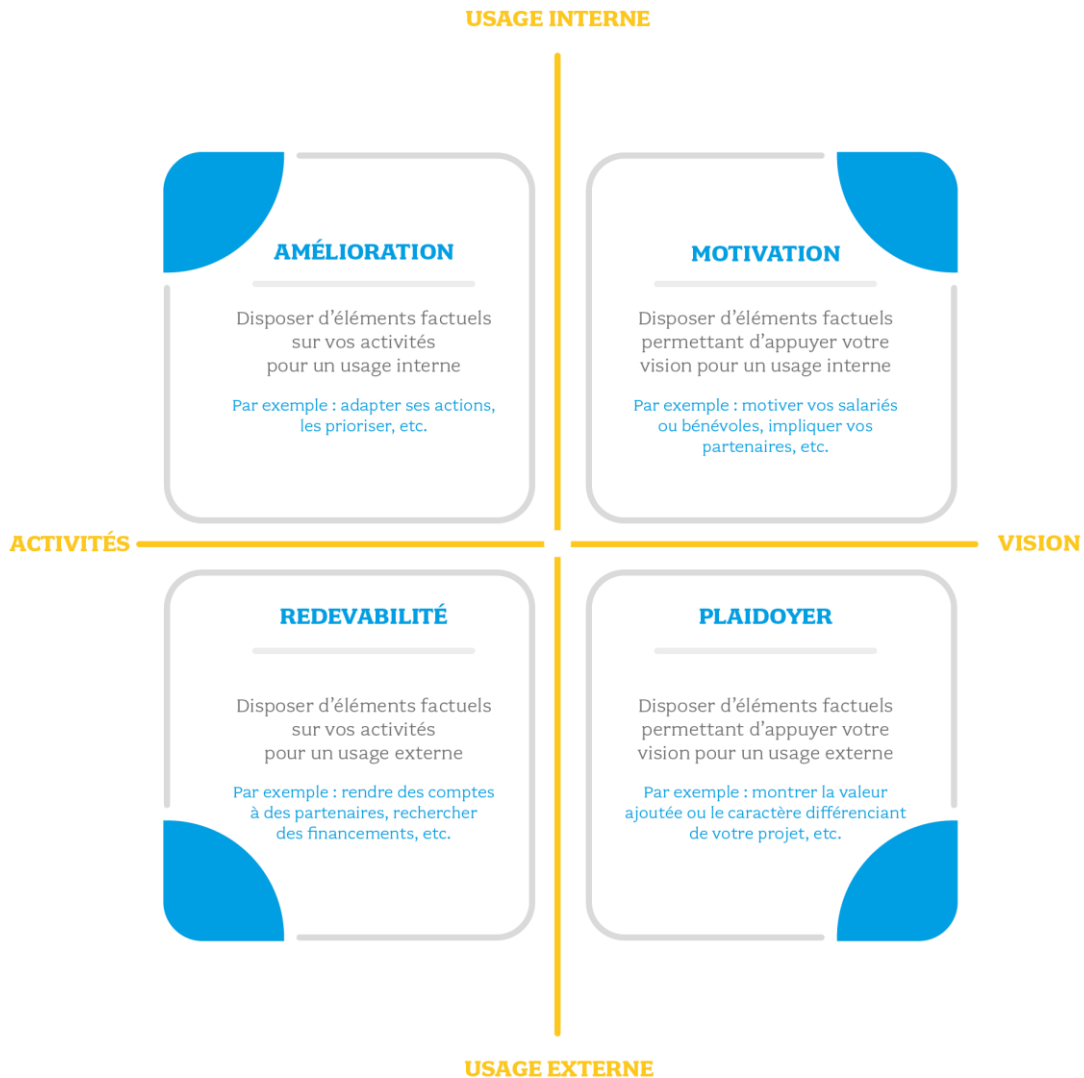 USAGE INTERNE
AMÉLIORATION
Disposer d’éléments factuels
sur vos activités
pour un usage interne
Par exemple : adapter ses actions,
les prioriser, etc.
MOTIVATION
Disposer d’éléments factuels
permettant d’appuyer votre
vision pour un usage interne
Par exemple : motiver vos salariés
ou bénévoles, impliquer vos
partenaires, etc.
ACTIVITÉS
VISION
REDEVABILITÉ
Disposer d’éléments factuels
sur vos activités
pour un usage externe
Par exemple : rendre des comptes
à des partenaires, rechercher
des financements, etc.
PLAIDOYER
Disposer d’éléments factuels
permettant d’appuyer votre
vision pour un usage externe
Par exemple : montrer la valeur
ajoutée ou le caractère différenciant
de votre projet, etc.
USAGE EXTERNE